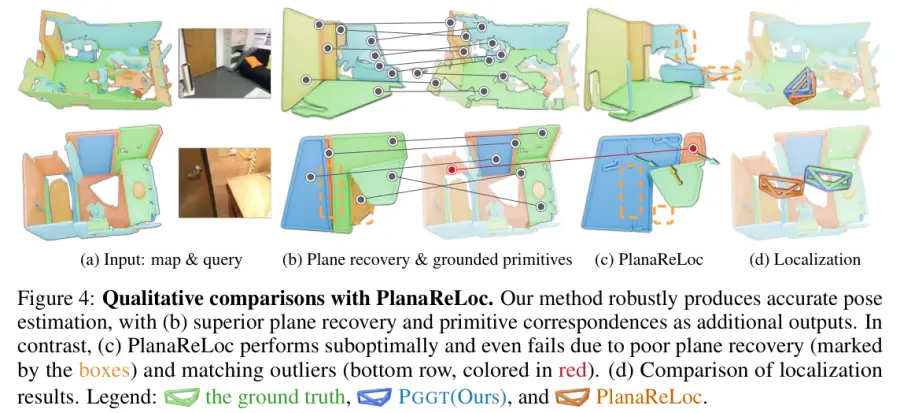 (a) Input: map & query
(b) Plane recovery & grounded primitives
(c) PlanaReLoc
(d) Localization
Figure 4: Qualitative comparisons with PlanaReLoc. Our method robustly produces accurate pose
estimation, with (b) superior plane recovery and primitive correspondences as additional outputs. In
contrast, (c) PlanaReLoc performs suboptimally and even fails due to poor plane recovery (marked
by the boxes) and matching outliers (bottom row, colored in red). (d) Comparison of localization
results. Legend: the ground truth, PGGT(Ours), and PlanaReLoc.